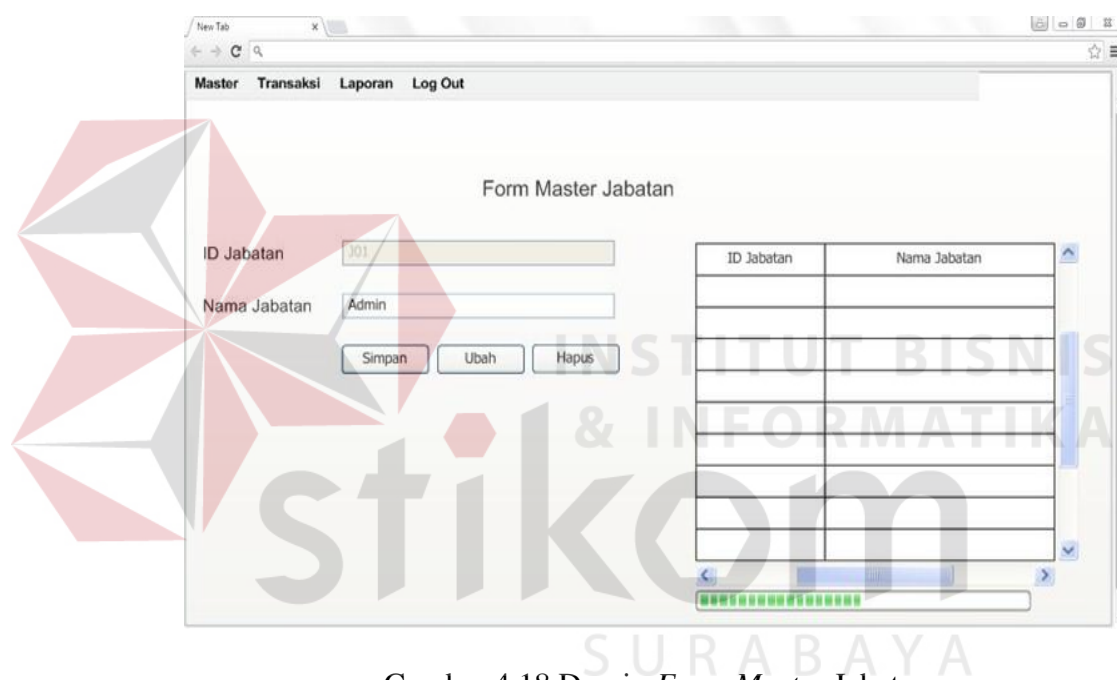 New Tab x
Master Transaksi Laporan Log Out
Form Master Jabatan
ID Jabatan J01
Nama Jabatan Admin
Simpan Ubah Hapus
ID Jabatan Nama Jabatan
INSTITUT BISNIS
& INFORMATIKA
stikom
SURABAYA
Gambar 4.18 Desain Form Master Jabatan